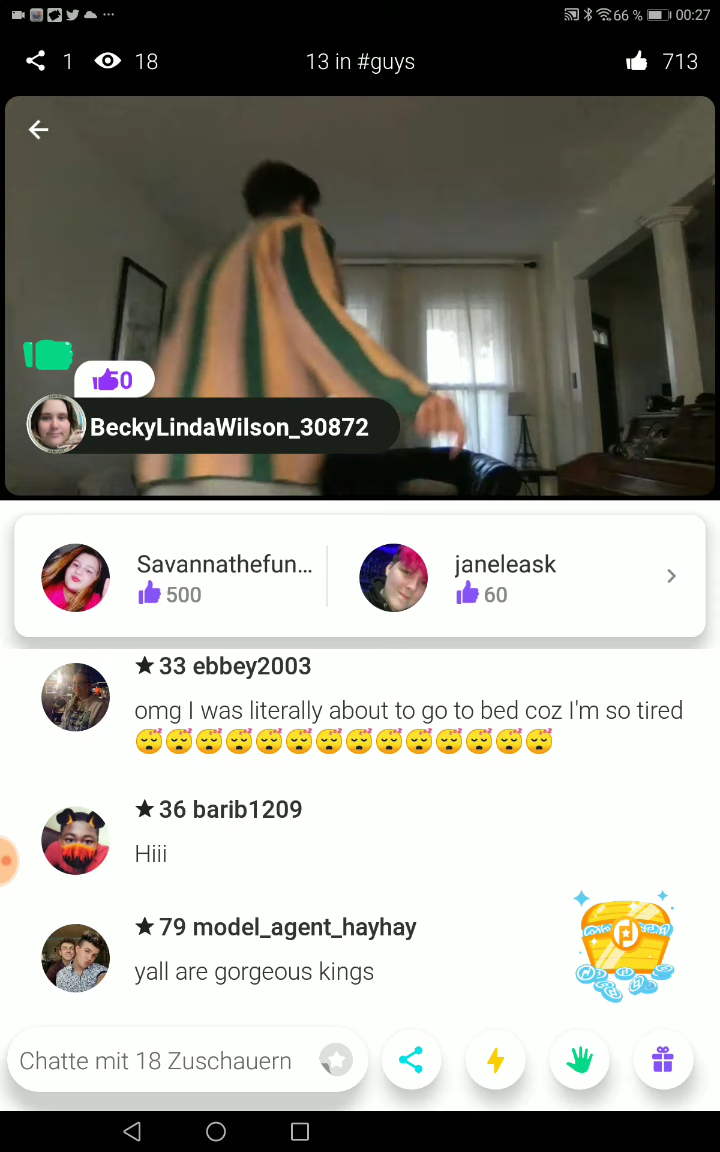 66 % 00:27
1 18 13 in #guys 713
50
BeckyLindaWilson_30872
Savannathefun... janeleask
500 60
★ 33 ebbey2003
omg I was literally about to go to bed coz I'm so tired
😴😴😴😴😴😴😴😴😴😴😴😴😴😴
★ 36 barib1209
Hiii
★ 79 model_agent_hayhay
yall are gorgeous kings
Chatte mit 18 Zuschauern